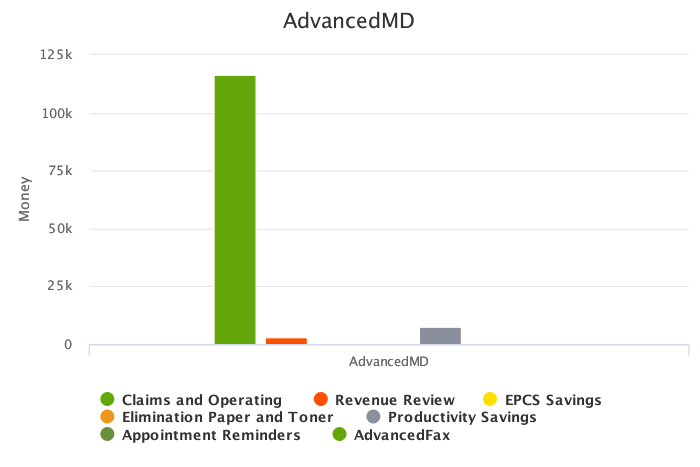 AdvancedMD
125k
100k
75k
50k
25k
0
Money
AdvancedMD
Claims and Operating Revenue Review EPCS Savings
Elimination Paper and Toner Productivity Savings
Appointment Reminders AdvancedFax